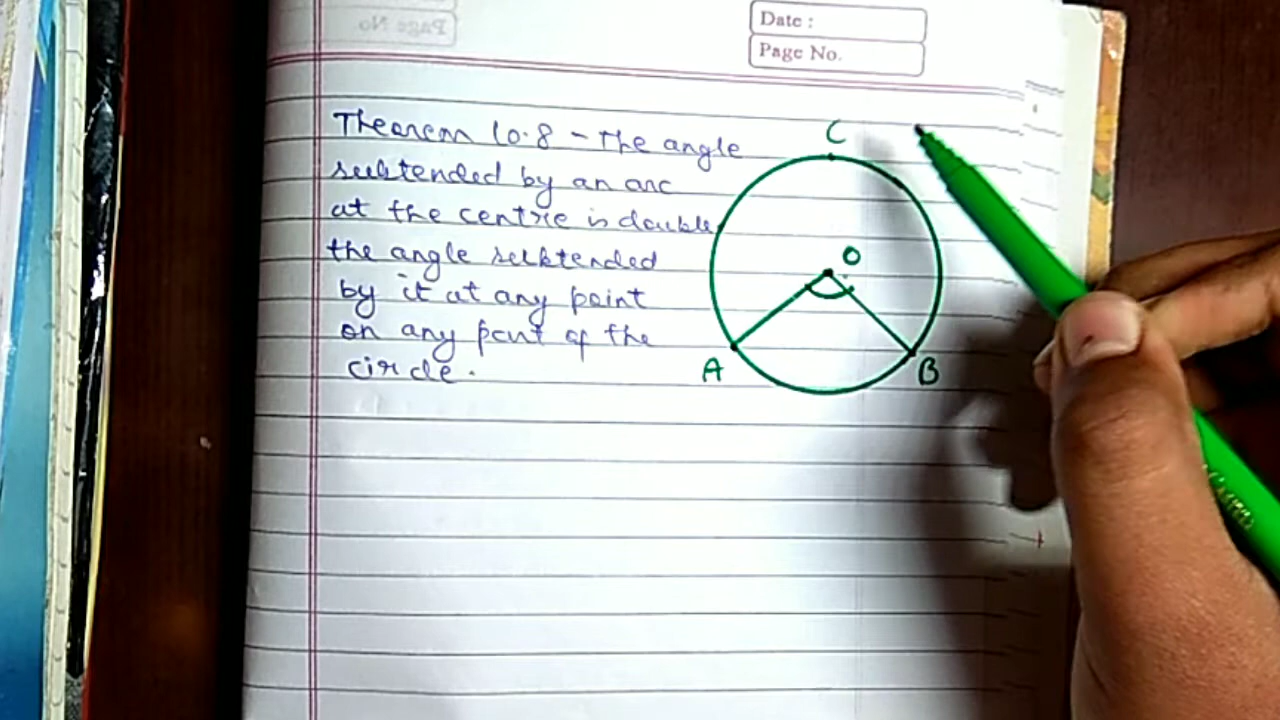 Date :
Page No.
Theorem 10.8 - The angle
subtended by an arc
at the centre is double
the angle subtended
by it at any point
on any part of the
circle.
C
O
A
B